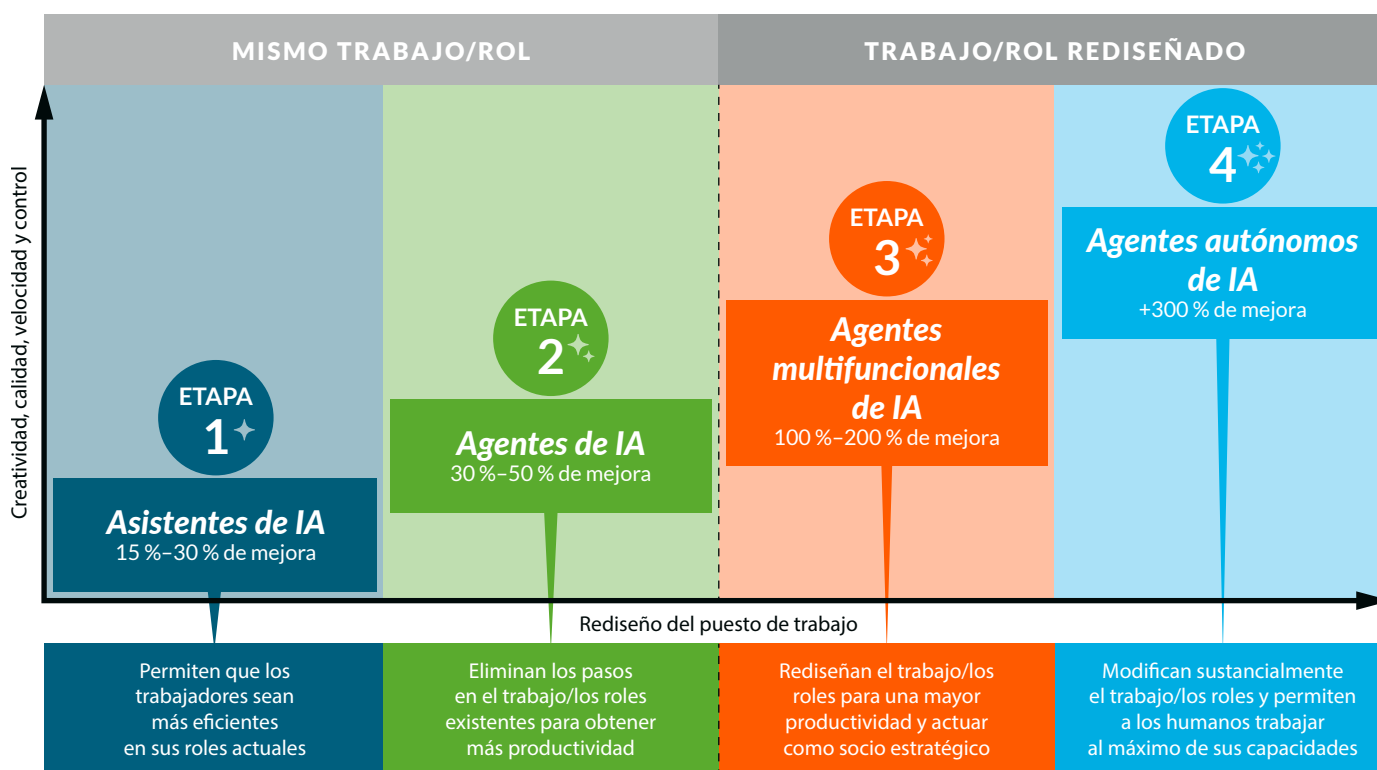 MISMO TRABAJO/ROL
TRABAJO/ROL REDISEÑADO
Creatividad, calidad, velocidad y control
ETAPA
1
Asistentes de IA
15 %–30 % de mejora
ETAPA
2
Agentes de IA
30 %–50 % de mejora
ETAPA
3
Agentes
multifuncionales
de IA
100 %–200 % de mejora
ETAPA
4
Agentes autónomos
de IA
+300 % de mejora
Rediseño del puesto de trabajo
Permiten que los
trabajadores sean
más eficientes
en sus roles actuales
Eliminan los pasos
en el trabajo/los roles
existentes para obtener
más productividad
Rediseñan el trabajo/los
roles para una mayor
productividad y actuar
como socio estratégico
Modifican sustancialmente
el trabajo/los roles y permiten
a los humanos trabajar
al máximo de sus capacidades